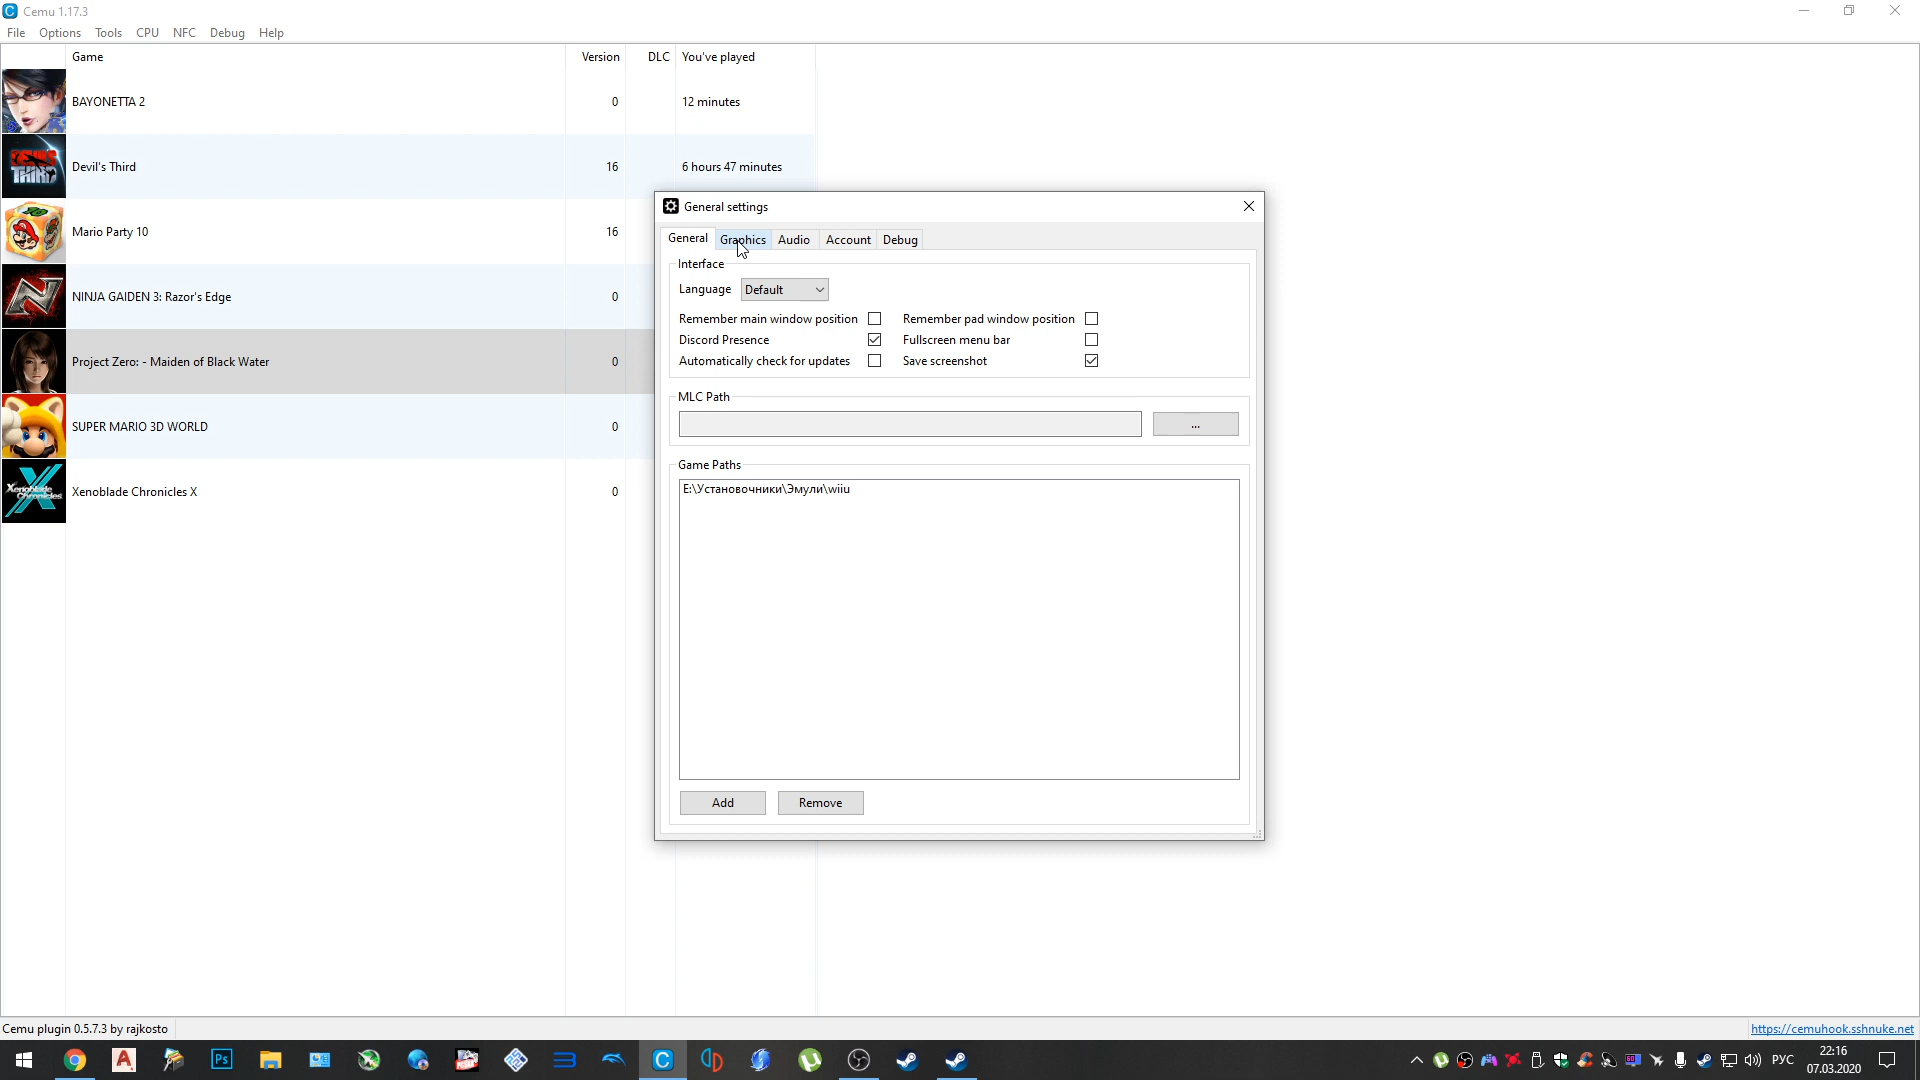 Cemu 1.17.3
File Options Tools CPU NFC Debug Help
Game Version DLC You've played
BAYONETTA 2 0 12 minutes
Devil's Third 16 6 hours 47 minutes
Mario Party 10 16
NINJA GAIDEN 3: Razor's Edge 0
Project Zero: - Maiden of Black Water 0
SUPER MARIO 3D WORLD 0
Xenoblade Chronicles X 0
General settings
General Graphics Audio Account Debug
Interface
Language Default
Remember main window position Remember pad window position
Discord Presence Fullscreen menu bar
Automatically check for updates Save screenshot
MLC Path
...
Game Paths
E:\Установочники\Эмули\wiiu
Add Remove
Cemu plugin 0.5.7.3 by rajkosto
https://cemuhook.sshnuke.net
РУС
22:16
07.03.2020